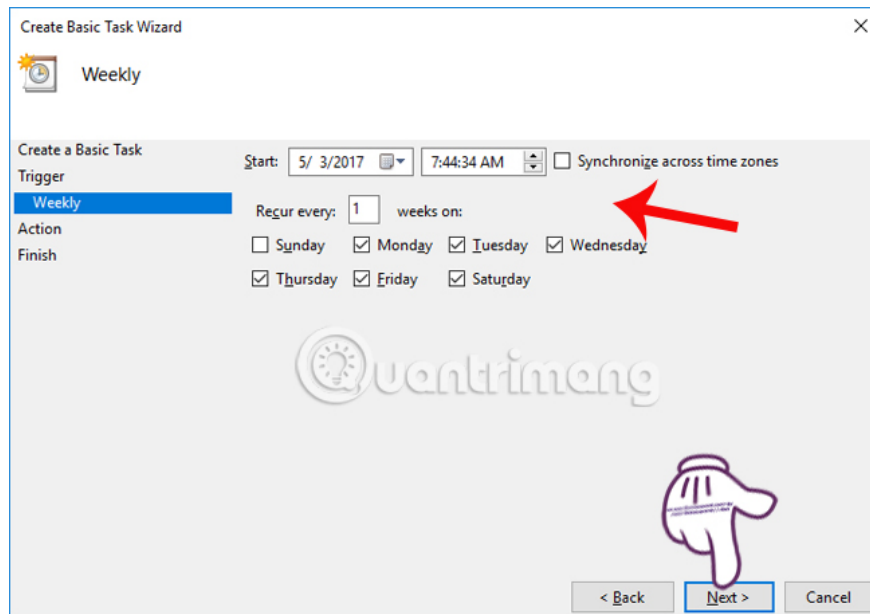 Create Basic Task Wizard
Weekly
Create a Basic Task
Trigger
Weekly
Action
Finish
Start: 5/ 3/2017 7:44:34 AM Synchronize across time zones
Recur every: 1 weeks on:
Sunday Monday Tuesday Wednesday
Thursday Friday Saturday
Quantrimang
< Back Next > Cancel